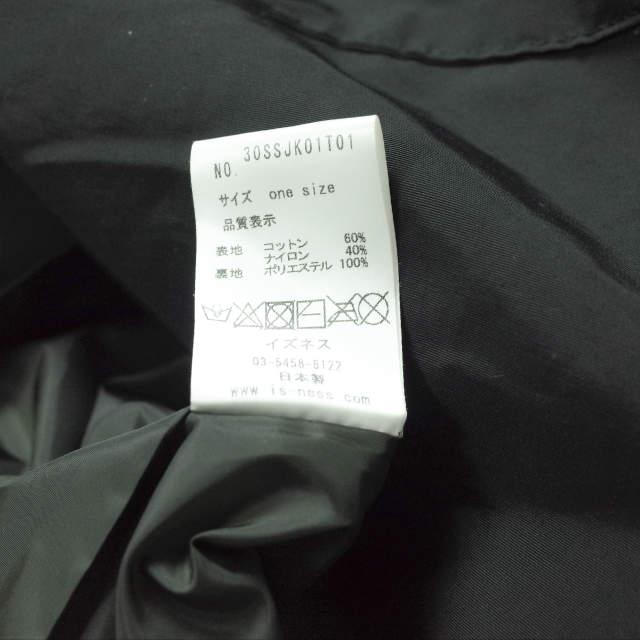 NO. 30SSJK01T01
サイズ one size
品質表示
表地 コットン 60%
ナイロン 40%
裏地 ポリエステル 100%
イズネス
03-5458-6122
日本製
www.is-ness.com